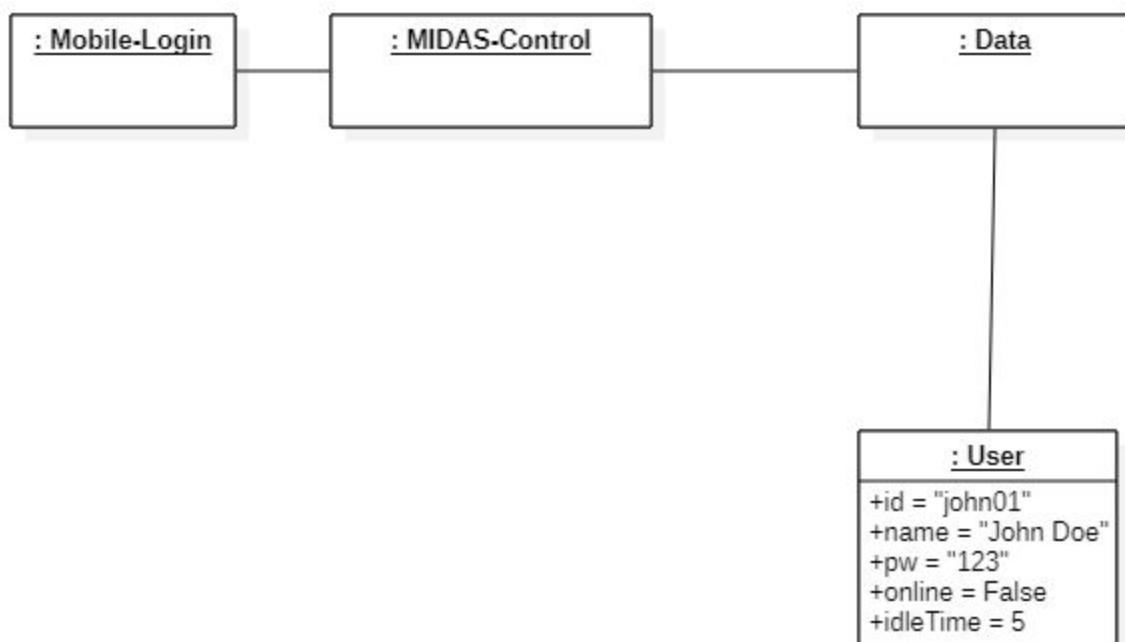 : Mobile-Login
: MIDAS-Control
: Data
: User
+id = "john01"
+name = "John Doe"
+pw = "123"
+online = False
+idleTime = 5